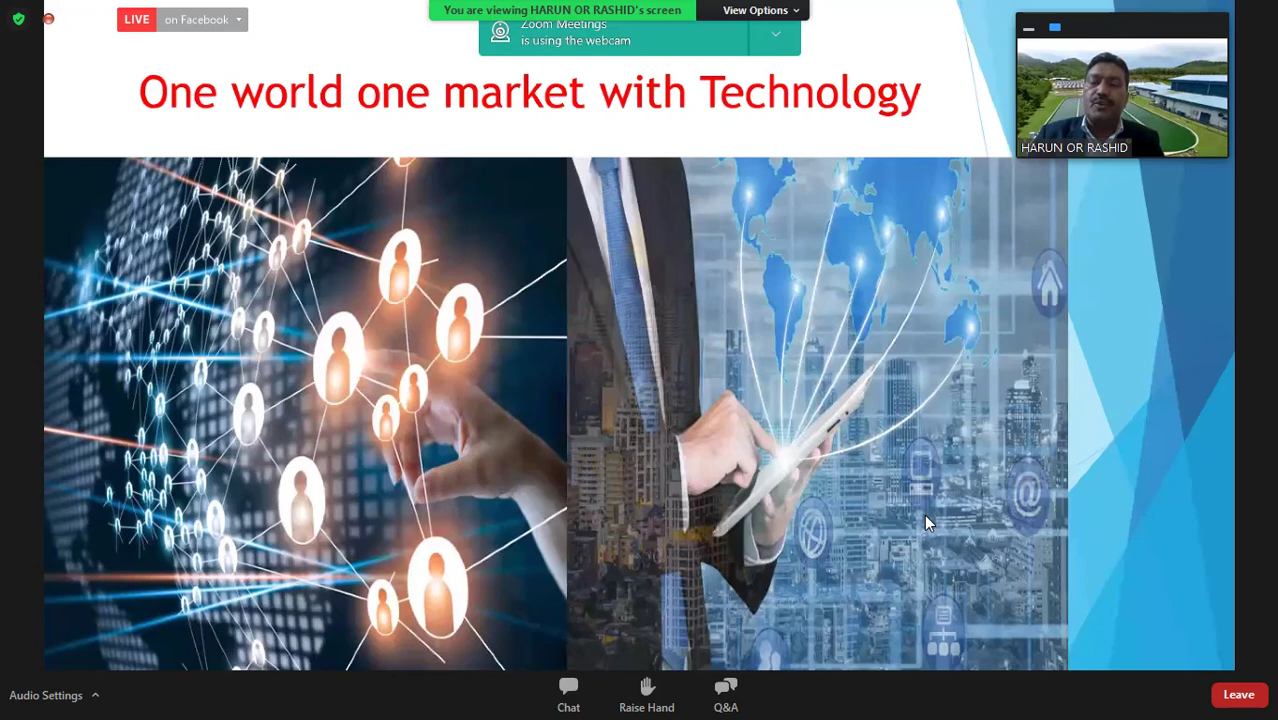 LIVE on Facebook
You are viewing HARUN OR RASHID's screen
View Options
Zoom Meetings
is using the webcam
One world one market with Technology
HARUN OR RASHID
@
Audio Settings
Chat
Raise Hand
Q&A
Leave